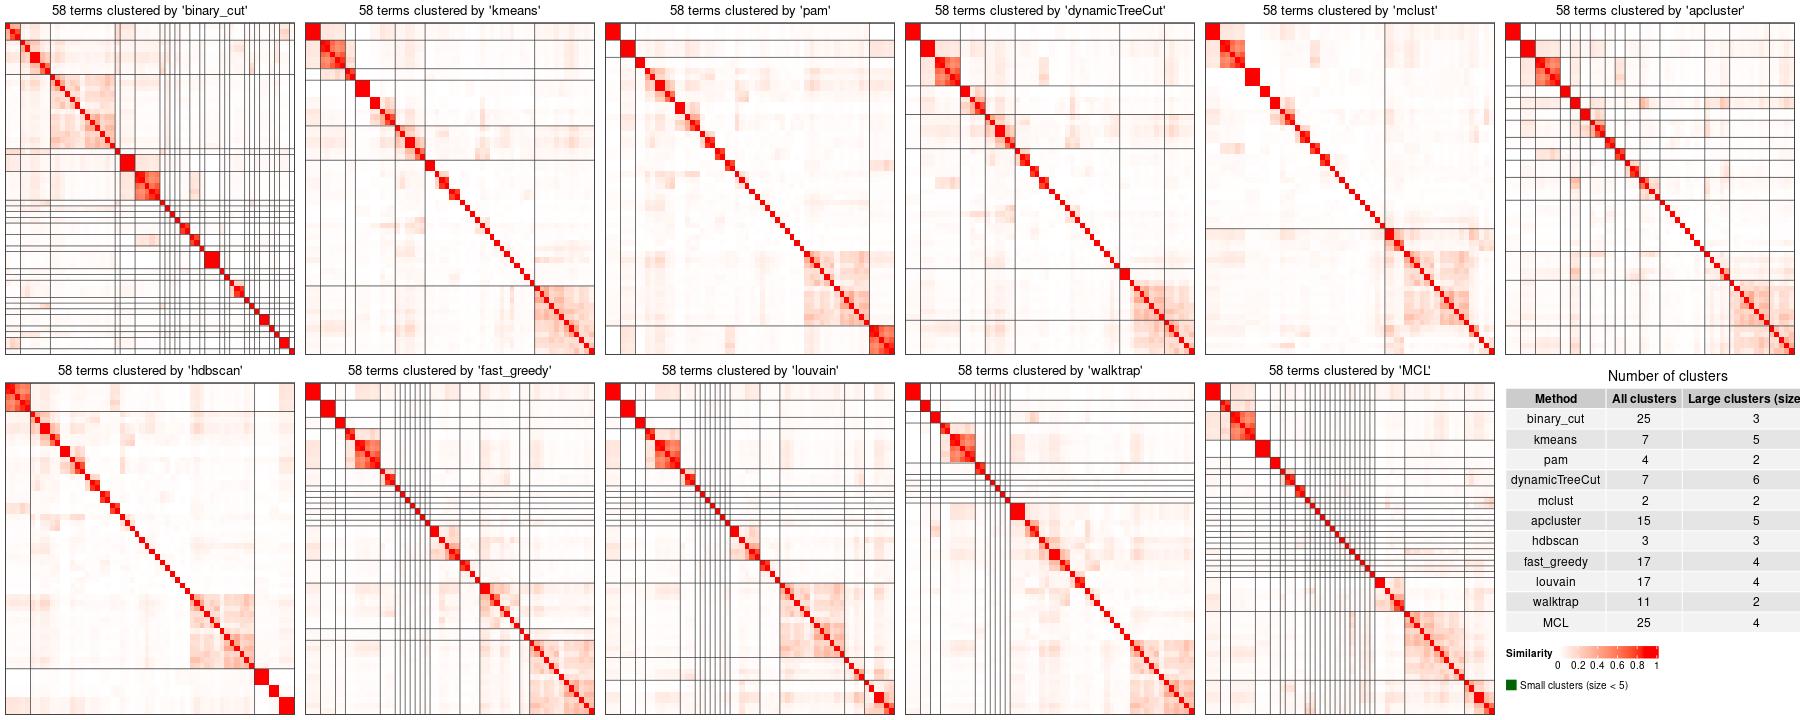 58 terms clustered by 'binary_cut'
58 terms clustered by 'kmeans'
58 terms clustered by 'pam'
58 terms clustered by 'dynamicTreeCut'
58 terms clustered by 'mclust'
58 terms clustered by 'apcluster'
58 terms clustered by 'hdbscan'
58 terms clustered by 'fast_greedy'
58 terms clustered by 'louvain'
58 terms clustered by 'walktrap'
58 terms clustered by 'MCL'
Number of clusters
Method All clusters Large clusters (size
binary_cut 25 3
kmeans 7 5
pam 4 2
dynamicTreeCut 7 6
mclust 2 2
apcluster 15 5
hdbscan 3 3
fast_greedy 17 4
louvain 17 4
walktrap 11 2
MCL 25 4
Similarity
0 0.2 0.4 0.6 0.8 1
Small clusters (size < 5)